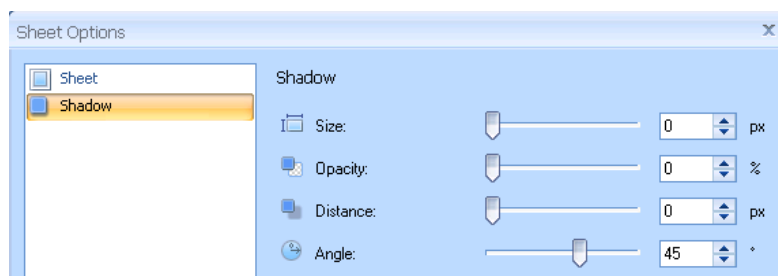 Sheet Options
Sheet
Shadow
Shadow
Size: 0 px
Opacity: 0 %
Distance: 0 px
Angle: 45 °